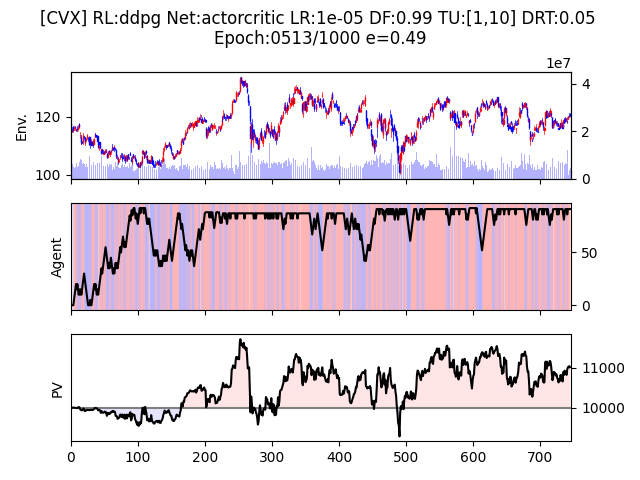 [CVX] RL:ddpg Net:actorcritic LR:1e-05 DF:0.99 TU:[1,10] DRT:0.05
Epoch:0513/1000 e=0.49
1e7
Env.
120
100
4
2
0
Agent
50
0
PV
11000
10000
0 100 200 300 400 500 600 700